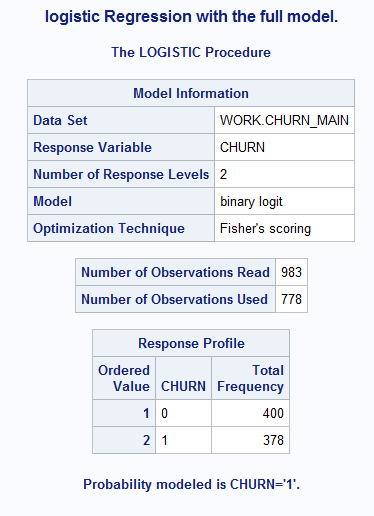 logistic Regression with the full model.
The LOGISTIC Procedure
Model Information
Data Set WORK.CHURN_MAIN
Response Variable CHURN
Number of Response Levels 2
Model binary logit
Optimization Technique Fisher's scoring
Number of Observations Read 983
Number of Observations Used 778
Response Profile
Ordered Value CHURN Total Frequency
1 0 400
2 1 378
Probability modeled is CHURN='1'.